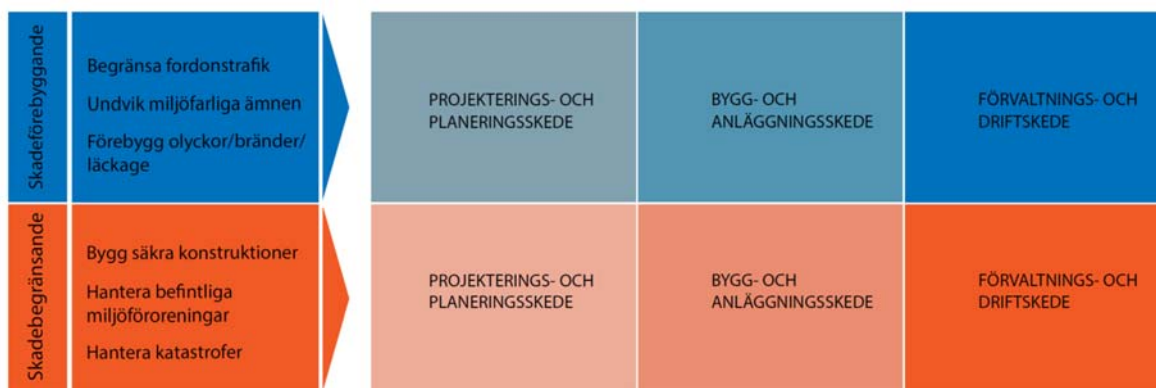 Skadeförebyggande
Begränsa fordonstrafik
Undvik miljöfarliga ämnen
Förebygg olyckor/bränder/
läckage
PROJEKTERINGS- OCH
PLANERINGSSKEDE
BYGG- OCH
ANLÄGGNINGSSKEDE
FÖRVALTNINGS- OCH
DRIFTSKEDE
Skadebegränsande
Bygg säkra konstruktioner
Hantera befintliga
miljöföroreningar
Hantera katastrofer
PROJEKTERINGS- OCH
PLANERINGSSKEDE
BYGG- OCH
ANLÄGGNINGSSKEDE
FÖRVALTNINGS- OCH
DRIFTSKEDE